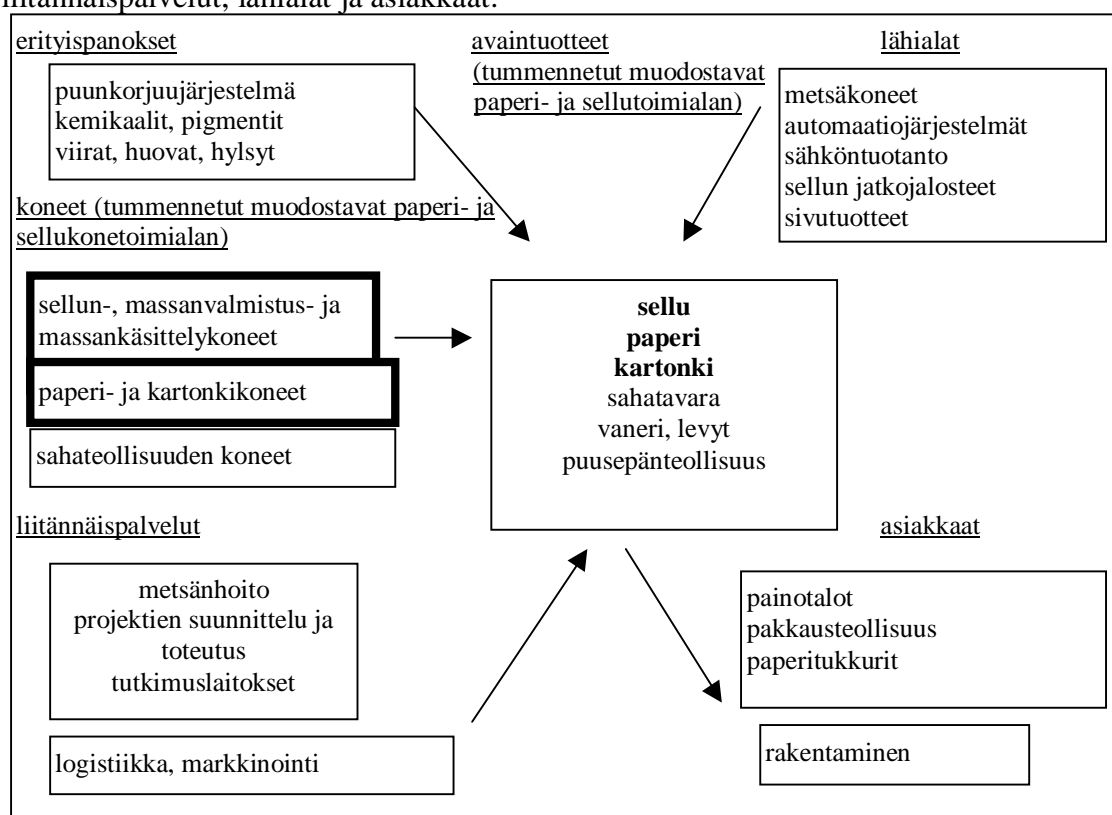 liitännäispalvelut, lähialat ja asiakkaat.
erityispanokset
avaintuotteet
(tummennetut muodostavat
paperi- ja sellutoimialan)
lähialat
puunkorjuujärjestelmä
kemikaalit, pigmentit
viirat, huovat, hylsyt
metsäkoneet
automaatiojärjestelmät
sähköntuotanto
sellun jatkojalosteet
sivutuotteet
koneet (tummennetut muodostavat paperi- ja
sellukonetoimialan)
sellun-, massanvalmistus- ja
massankäsittelykoneet
paperi- ja kartonkikoneet
sahateollisuuden koneet
sellu
paperi
kartonki
sahatavara
vaneri, levyt
puusepänteollisuus
liitännäispalvelut
asiakkaat
metsänhoito
projektien suunnittelu ja
toteutus
tutkimuslaitokset
logistiikka, markkinointi
painotalot
pakkausteollisuus
paperitukkurit
rakentaminen